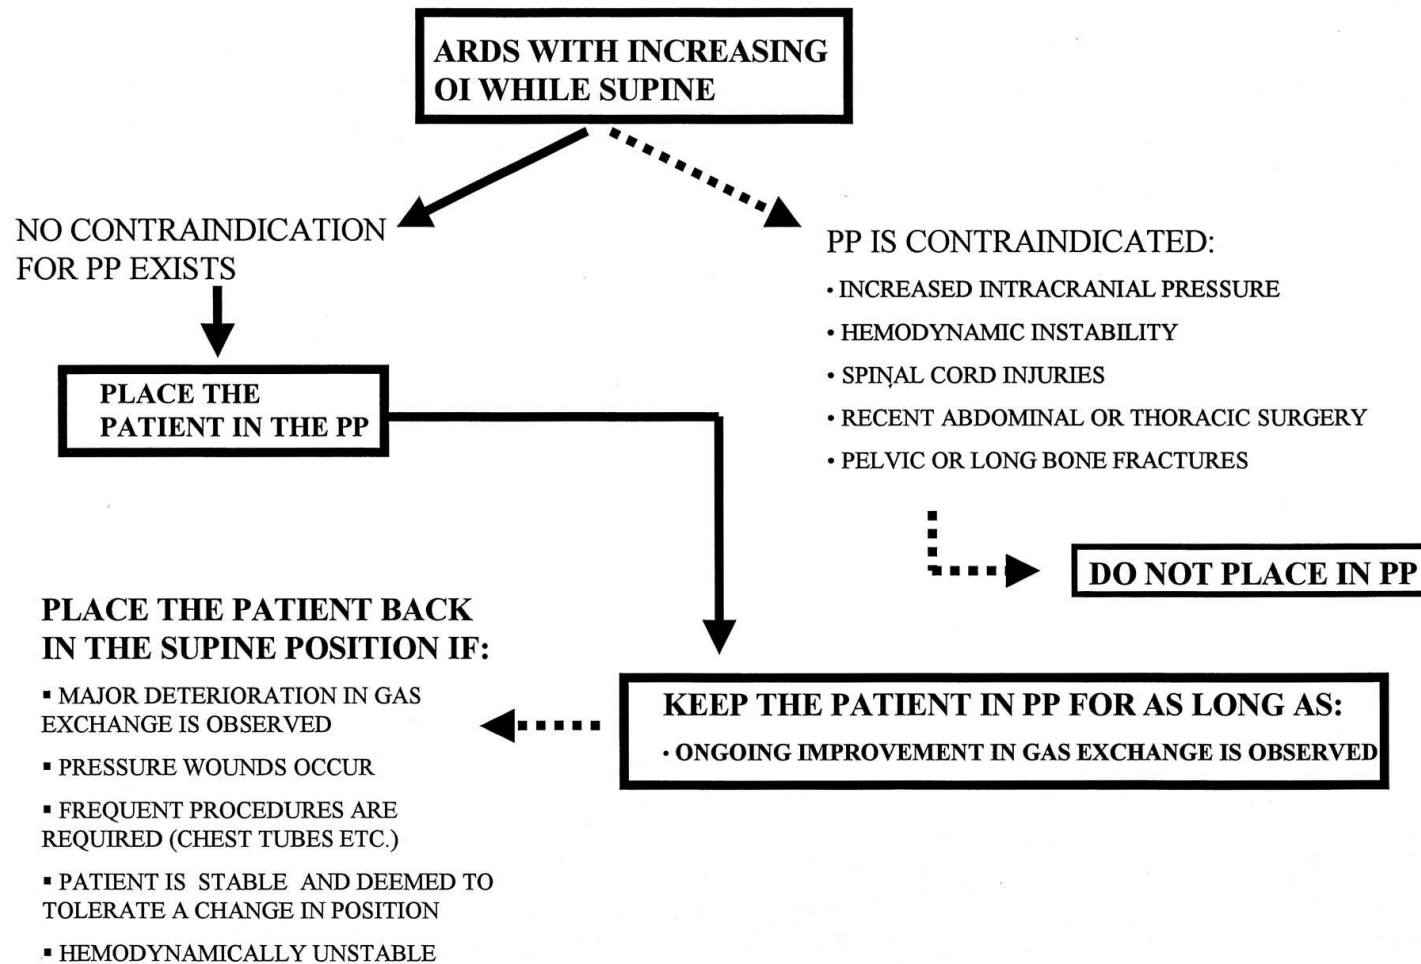 ARDS WITH INCREASING
OI WHILE SUPINE
NO CONTRAINDICATION
FOR PP EXISTS
PP IS CONTRAINDICATED:
• INCREASED INTRACRANIAL PRESSURE
• HEMODYNAMIC INSTABILITY
• SPINAL CORD INJURIES
• RECENT ABDOMINAL OR THORACIC SURGERY
• PELVIC OR LONG BONE FRACTURES
PLACE THE
PATIENT IN THE PP
DO NOT PLACE IN PP
PLACE THE PATIENT BACK
IN THE SUPINE POSITION IF:
▪ MAJOR DETERIORATION IN GAS
EXCHANGE IS OBSERVED
▪ PRESSURE WOUNDS OCCUR
▪ FREQUENT PROCEDURES ARE
REQUIRED (CHEST TUBES ETC.)
▪ PATIENT IS STABLE AND DEEMED TO
TOLERATE A CHANGE IN POSITION
▪ HEMODYNAMICALLY UNSTABLE
KEEP THE PATIENT IN PP FOR AS LONG AS:
• ONGOING IMPROVEMENT IN GAS EXCHANGE IS OBSERVED